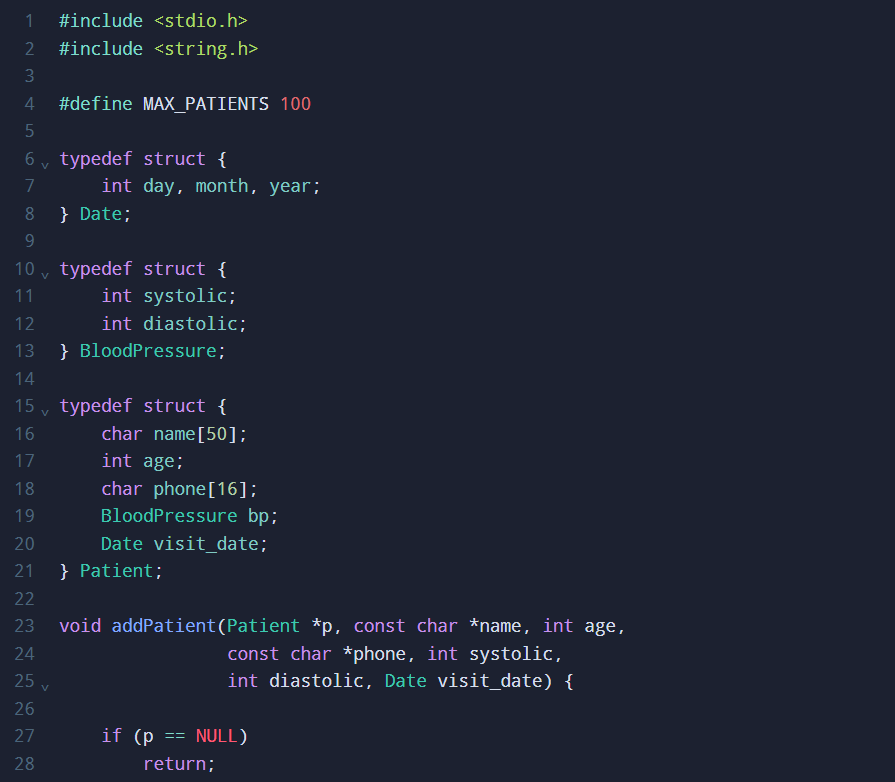 1 #include <stdio.h>
2 #include <string.h>
3
4 #define MAX_PATIENTS 100
5
6 typedef struct {
7     int day, month, year;
8 } Date;
9
10 typedef struct {
11     int systolic;
12     int diastolic;
13 } BloodPressure;
14
15 typedef struct {
16     char name[50];
17     int age;
18     char phone[16];
19     BloodPressure bp;
20     Date visit_date;
21 } Patient;
22
23 void addPatient(Patient *p, const char *name, int age,
24                 const char *phone, int systolic,
25                 int diastolic, Date visit_date) {
26
27     if (p == NULL)
28         return;